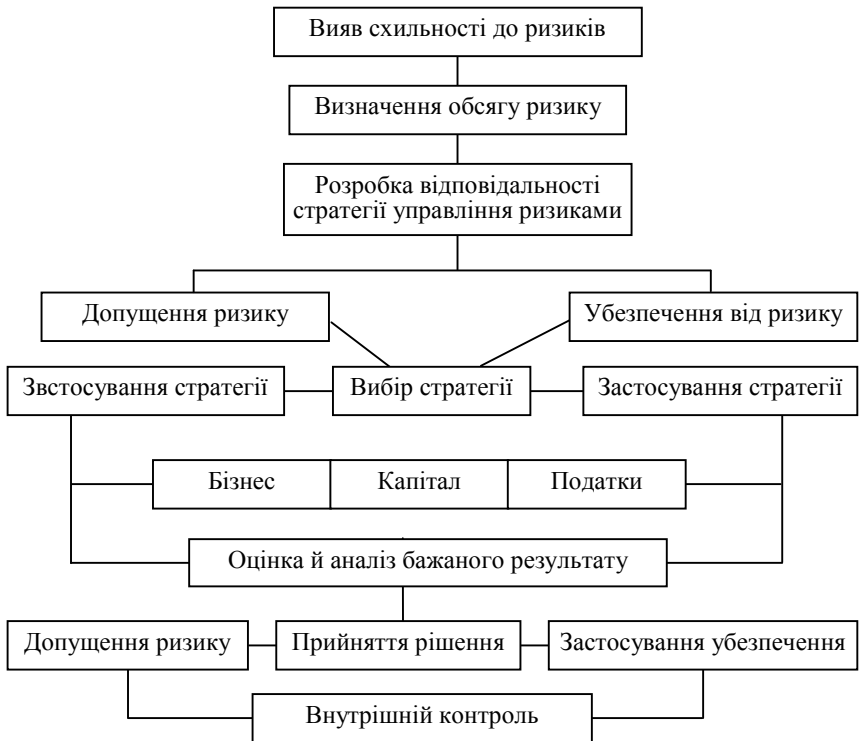 Вияв схильності до ризиків
Визначення обсягу ризику
Розробка відповідальності
стратегії управління ризиками
Допущення ризику
Убезпечення від ризику
Звстосування стратегії
Вибір стратегії
Застосування стратегії
Бізнес
Капітал
Податки
Оцінка й аналіз бажаного результату
Допущення ризику
Прийняття рішення
Застосування убезпечення
Внутрішній контроль